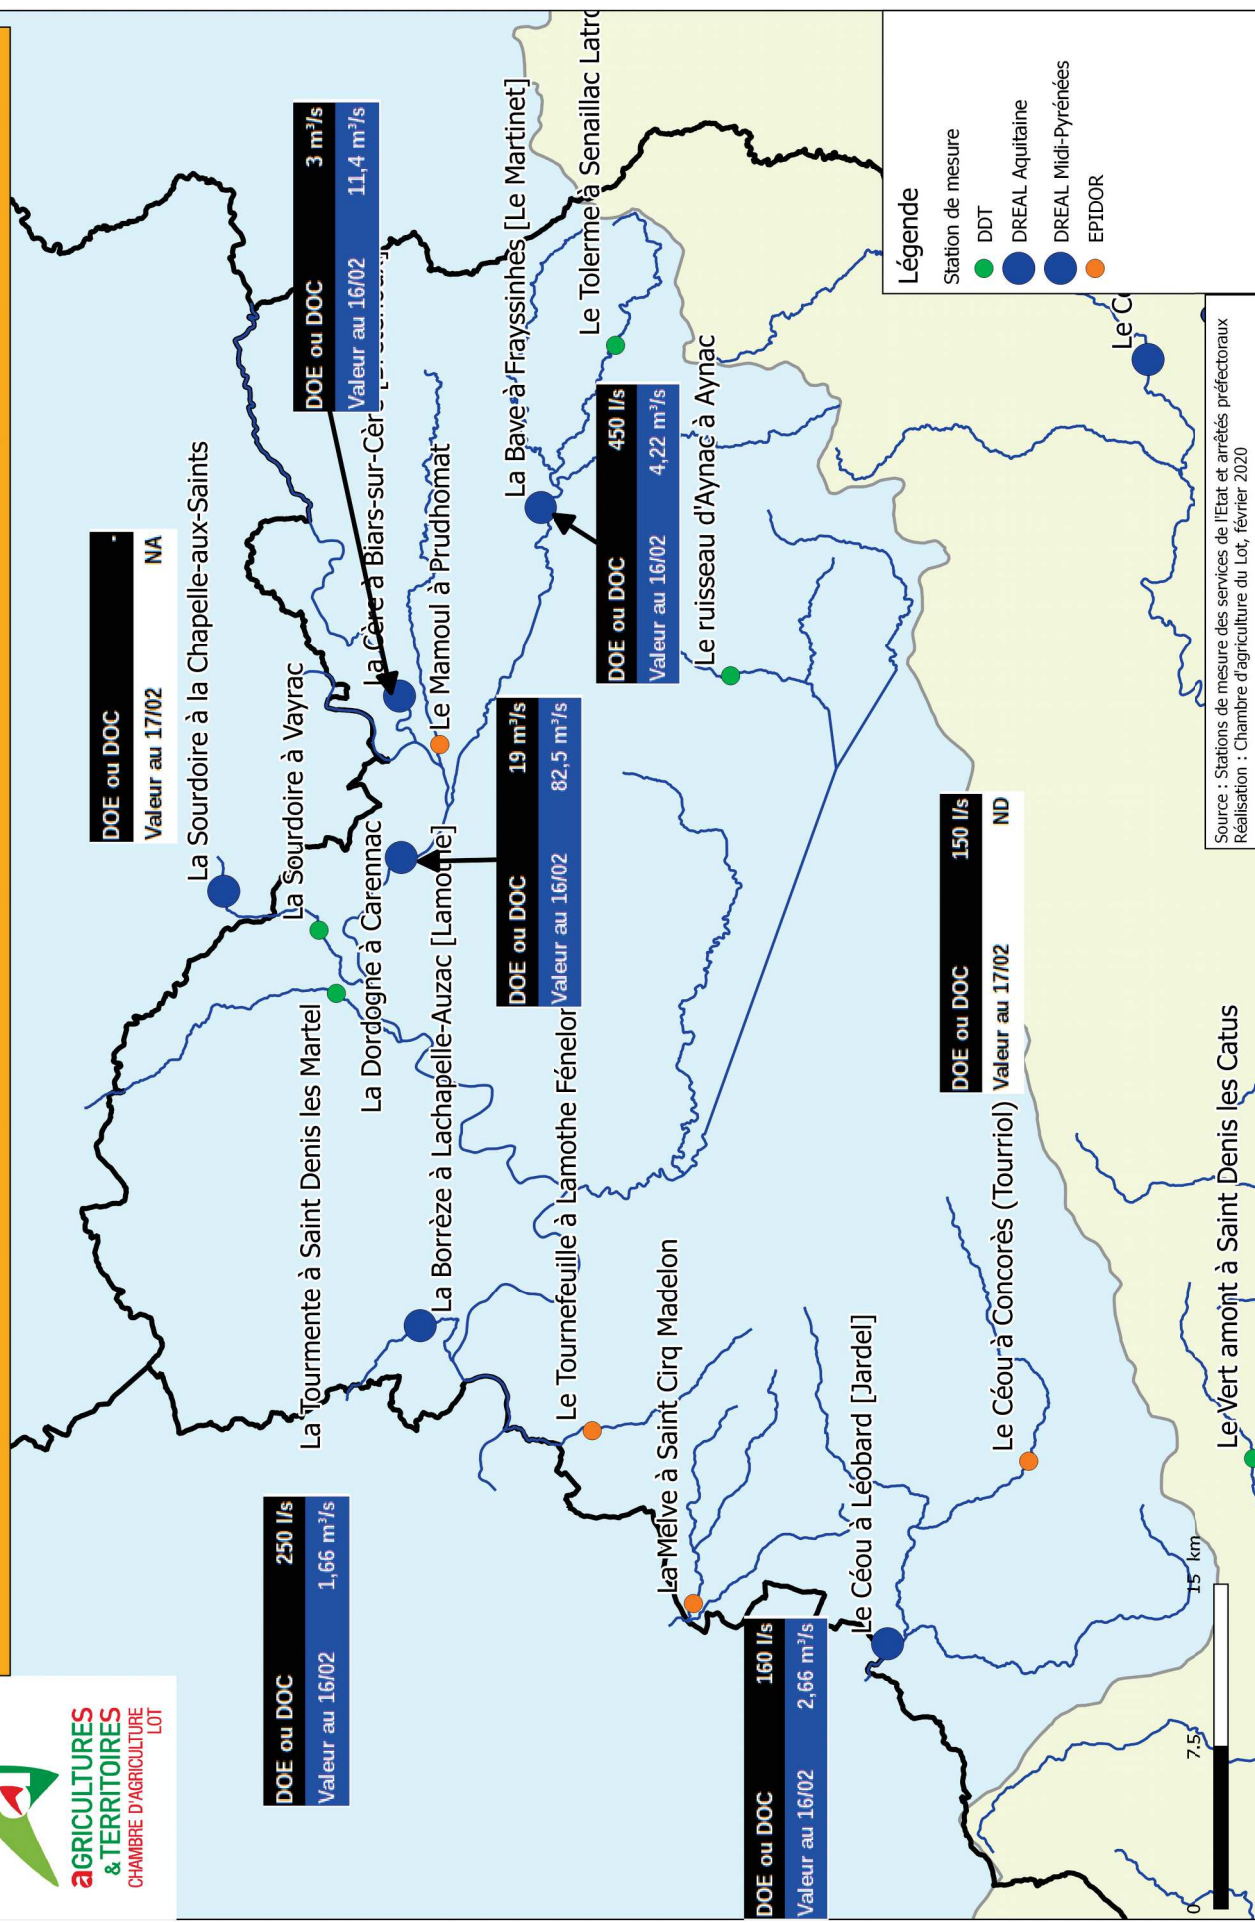 aGRICULTURES
& TERRITOIRES
CHAMBRE D'AGRICULTURE
LOT
DOE ou DOC -
Valeur au 17/02 NA
La Sourdoire à la Chapelle-aux-Saints
DOE ou DOC 250 l/s
Valeur au 16/02 1,66 m³/s
La Tourmente à Saint Denis les Martel
La Sourdoire à Vayrac
DOE ou DOC 3 m³/s
Valeur au 16/02 11,4 m³/s
La Dordogne à Carennac
La Cère à Biars-sur-Cère
La Borrèze à Lachapelle-Auzac [Lamothe]
Le Mamoul à Prudhomat
DOE ou DOC 19 m³/s
Valeur au 16/02 82,5 m³/s
La Bave à Frayssinhes [Le Martinet]
Le Tournefeuille à Lamothe Fénelon
Le Tolerme à Senaillac Latro
DOE ou DOC 450 l/s
Valeur au 16/02 4,22 m³/s
La Melve à Saint Cirq Madelon
Le ruisseau d'Aynac à Aynac
DOE ou DOC 160 l/s
Valeur au 16/02 2,66 m³/s
Le Céou à Léobard [Jardel]
DOE ou DOC 150 l/s
Valeur au 17/02 ND
Le Céou à Concorès (Tourriol)
Le C
Légende
Station de mesure
DDT
DREAL Aquitaine
DREAL Midi-Pyrénées
EPIDOR
0 7.5 15 km
Le Vert amont à Saint Denis les Catus
Source : Stations de mesure des services de l'Etat et arrêtés préfectoraux
Réalisation : Chambre d'agriculture du Lot, février 2020